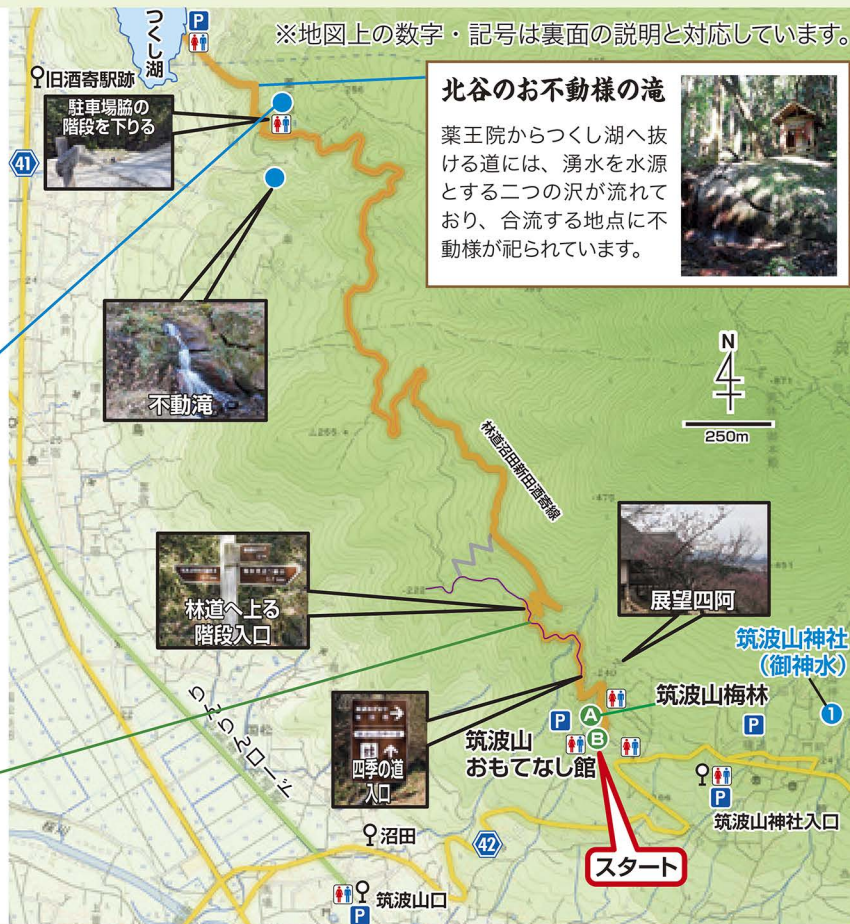 ※地図上の数字・記号は裏面の説明と対応しています。
P
つくし湖
旧酒寄駅跡
駐車場脇の
階段を下りる
41
北谷のお不動様の滝
薬王院からつくし湖へ抜
ける道には、湧水を水源
とする二つの沢が流れて
おり、合流する地点に不
動様が祀られています。
不動滝
N
250m
林道沼田新田酒寄線
林道へ上る
階段入口
222
475
展望四阿
240
筑波山神社
(御神水)
1
筑波山梅林
A
B
P
P
筑波山
おもてなし館
四季の道
入口
つくりんロード
国松
P
筑波山神社入口
沼田
42
スタート
筑波山口
P